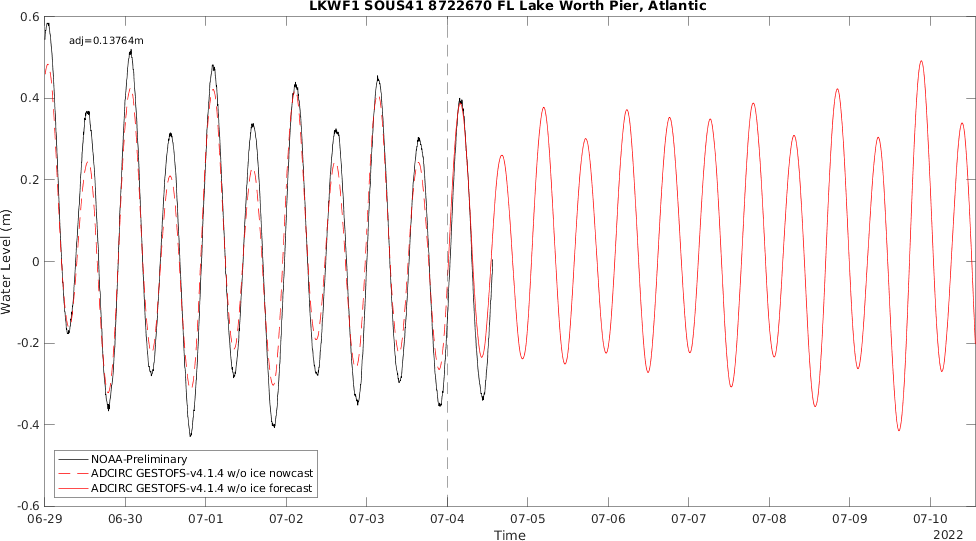 LKWF1 SOUS41 8722670 FL Lake Worth Pier, Atlantic
adj=0.13764m
0.6
0.4
0.2
0
-0.2
-0.4
-0.6
Water Level (m)
NOAA-Preliminary
ADCIRC GESTOFS-v4.1.4 w/o ice nowcast
ADCIRC GESTOFS-v4.1.4 w/o ice forecast
06-29 06-30 07-01 07-02 07-03 07-04 07-05 07-06 07-07 07-08 07-09 07-10
Time
2022